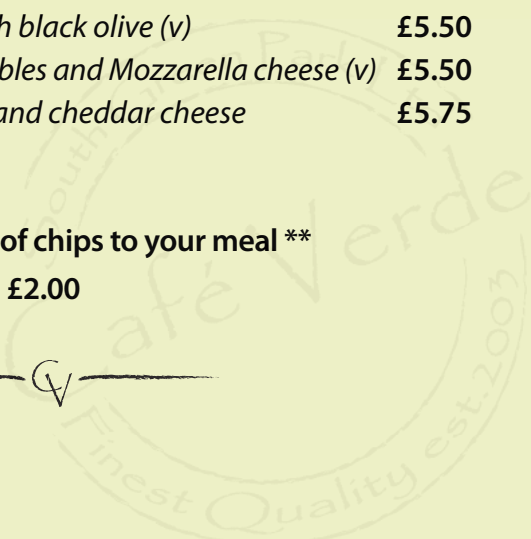 h black olive (v) £5.50
bles and Mozzarella cheese (v) £5.50
and cheddar cheese £5.75
of chips to your meal **
£2.00
CV
Café Verde
Finest Quality est.2003